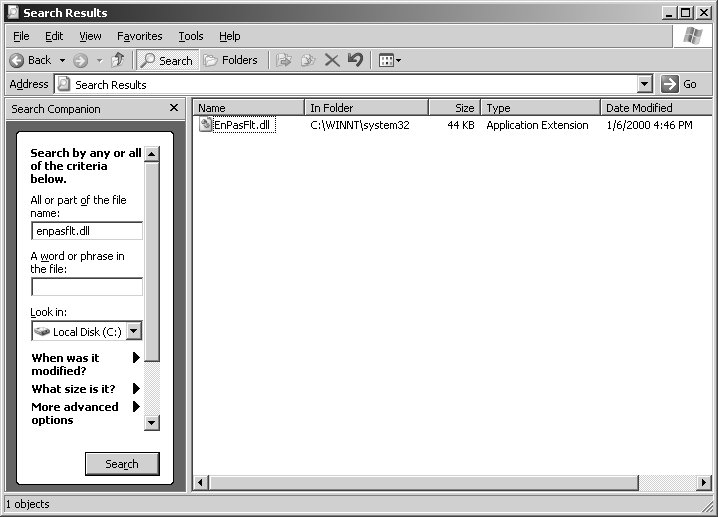 Search Results
File Edit View Favorites Tools Help
Back Search Folders
Address Search Results Go
Search Companion
Name In Folder Size Type Date Modified
EnPasFlt.dll C:\WINNT\system32 44 KB Application Extension 1/6/2000 4:46 PM
Search by any or all
of the criteria
below.
All or part of the file
name:
enpasflt.dll
A word or phrase in
the file:
Look in:
Local Disk (C:)
When was it
modified?
What size is it?
More advanced
options
Search
1 objects